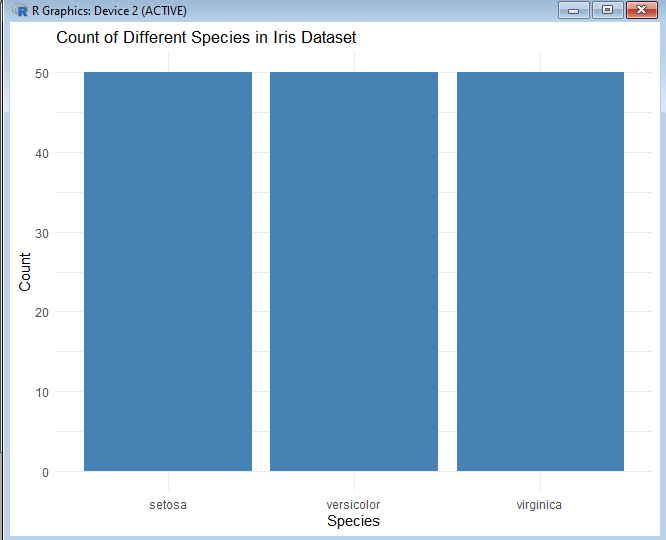 R Graphics: Device 2 (ACTIVE)
Count of Different Species in Iris Dataset
50
40
30
20
10
0
Count
setosa versicolor virginica
Species